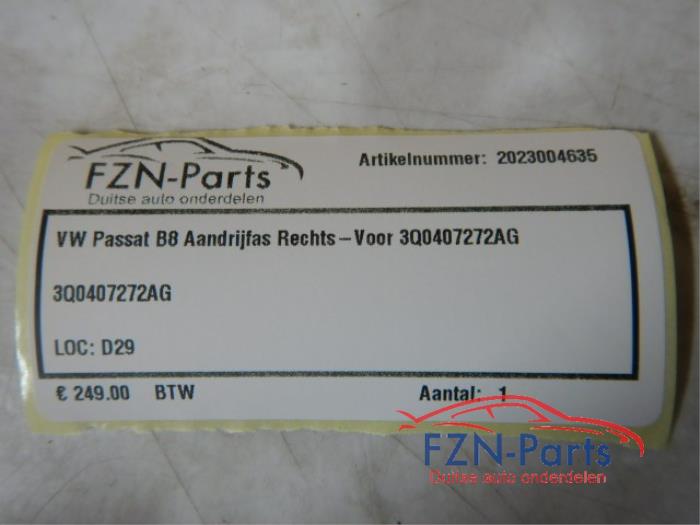 FZN-Parts
Duitse auto onderdelen
Artikelnummer: 2023004635
VW Passat B8 Aandrijfas Rechts-Voor 3Q0407272AG
3Q0407272AG
LOC: D29
€ 249.00 BTW Aantal: 1
FZN-Parts
Duitse auto onderdelen